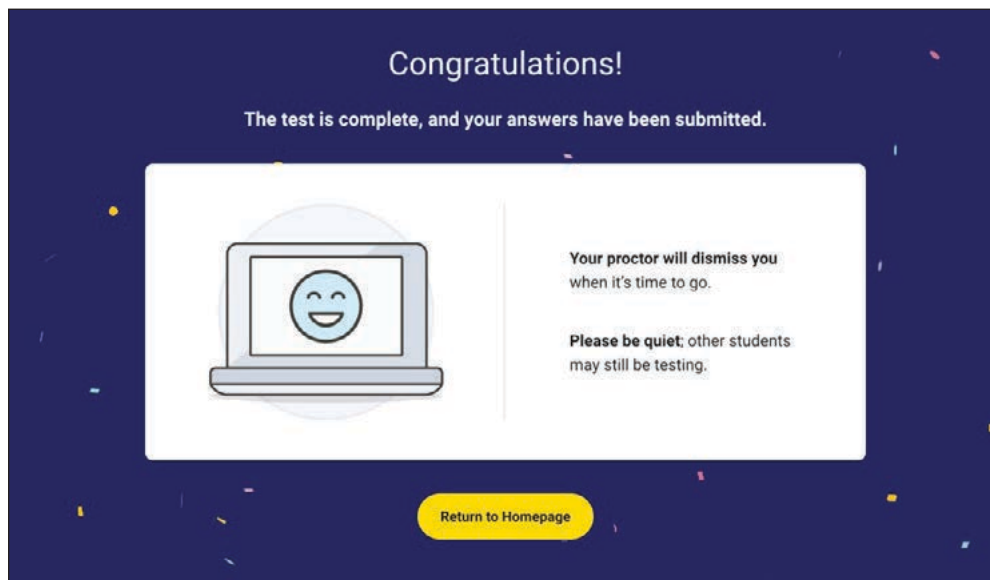 Congratulations!
The test is complete, and your answers have been submitted.
Your proctor will dismiss you
when it's time to go.
Please be quiet; other students
may still be testing.
Return to Homepage